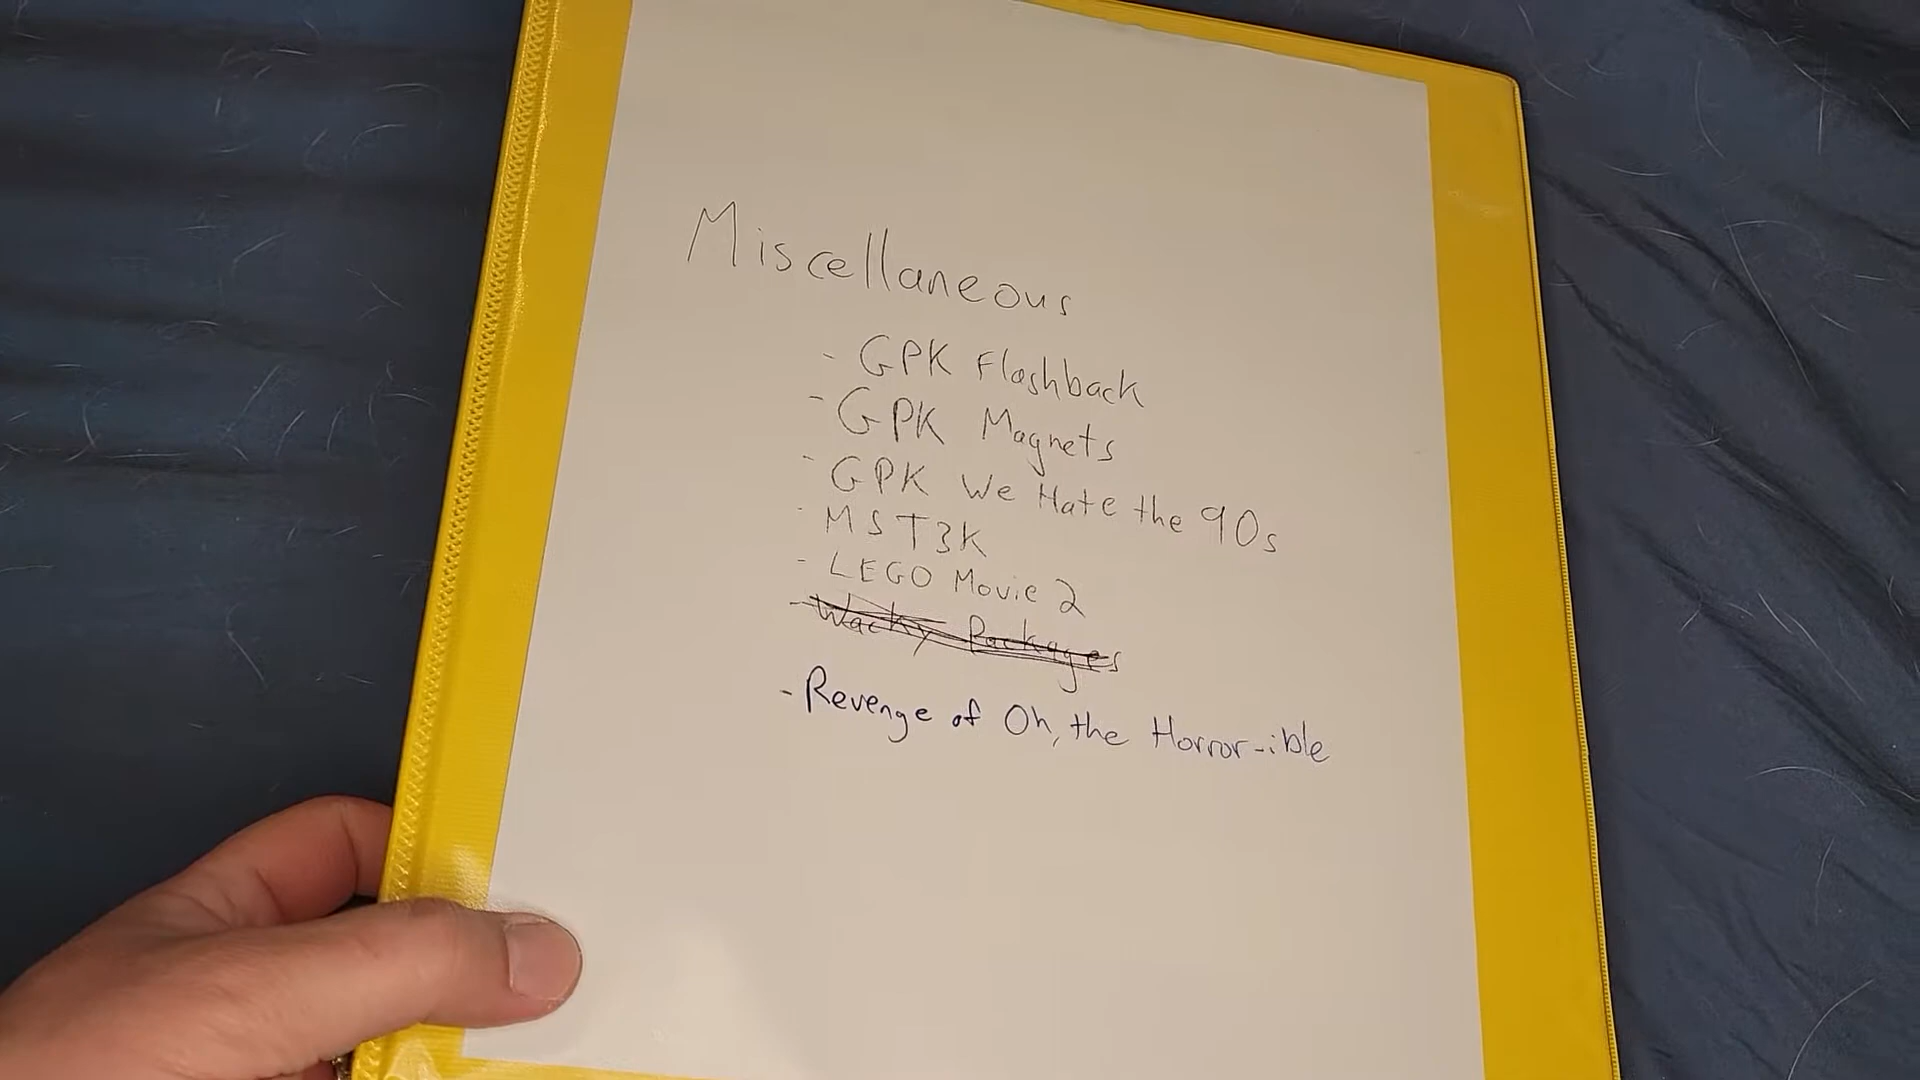 Miscellaneous
- GPK Flashback
- GPK Magnets
- GPK We Hate the 90s
- MST3K
- LEGO Movie 2
- Wacky Packages
- Revenge of Oh, the Horror-ible